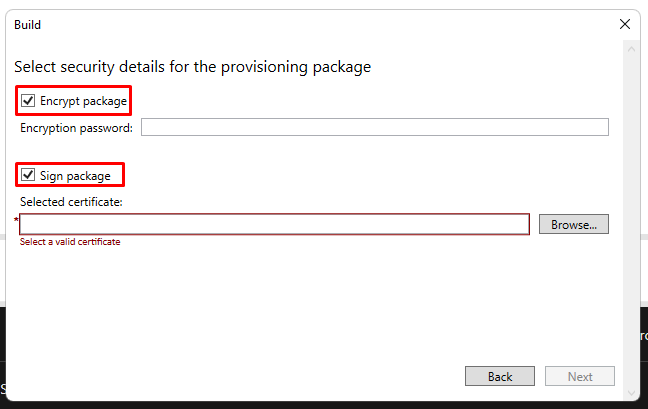 Build
Select security details for the provisioning package
Encrypt package
Encryption password:
Sign package
Selected certificate:
*
Browse...
Select a valid certificate
Back
Next